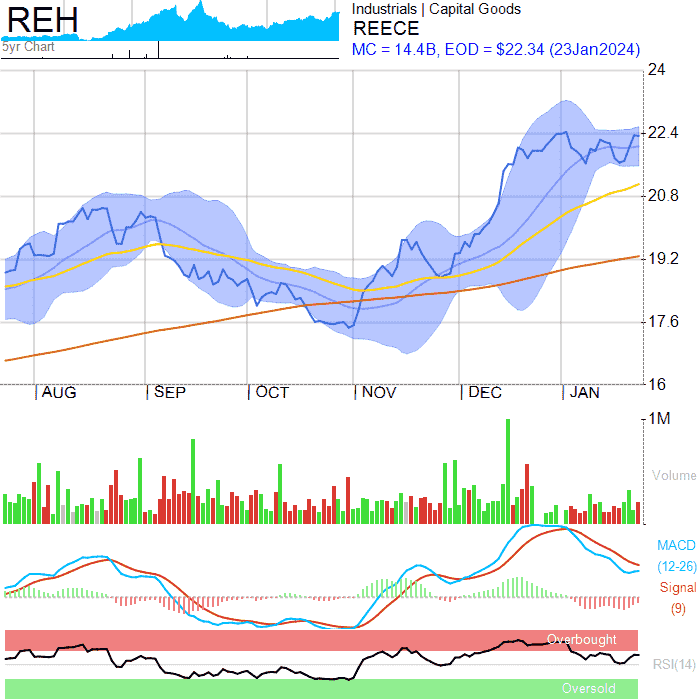 REH
5yr Chart
Industrials | Capital Goods
REECE
MC = 14.4B, EOD = $22.34 (23Jan2024)
24
22.4
20.8
19.2
17.6
16
AUG SEP OCT NOV DEC JAN
1M
Volume
MACD
(12-26)
Signal
(9)
Overbought
RSI(14)
Oversold